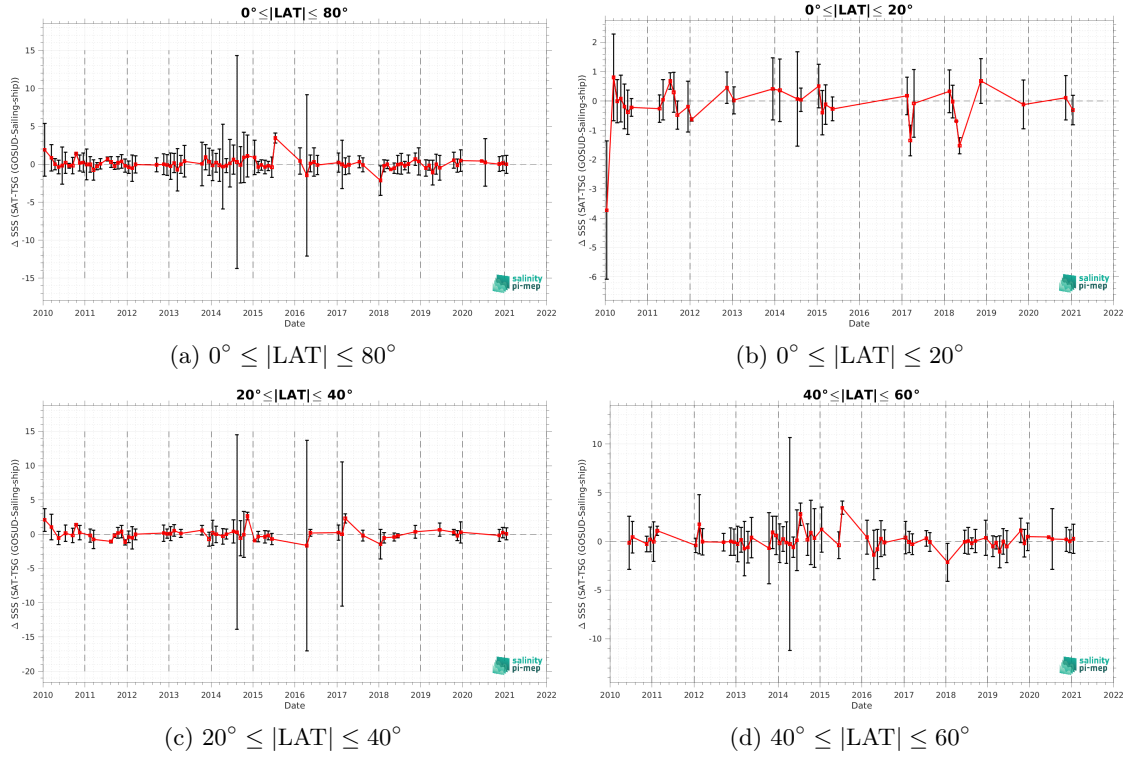 0°≤|LAT|≤ 80°
Δ SSS (SAT-TSG (GOSUD-Sailing-ship))
15
10
5
0
-5
-10
-15
2010 2011 2012 2013 2014 2015 2016 2017 2018 2019 2020 2021 2022
Date
salinity
pi-mep
(a) 0° ≤ |LAT| ≤ 80°
0°≤|LAT|≤ 20°
Δ SSS (SAT-TSG (GOSUD-Sailing-ship))
2
1
0
-1
-2
-3
-4
-5
-6
2010 2011 2012 2013 2014 2015 2016 2017 2018 2019 2020 2021 2022
Date
salinity
pi-mep
(b) 0° ≤ |LAT| ≤ 20°
20°≤|LAT|≤ 40°
Δ SSS (SAT-TSG (GOSUD-Sailing-ship))
15
10
5
0
-5
-10
-15
-20
2010 2011 2012 2013 2014 2015 2016 2017 2018 2019 2020 2021 2022
Date
salinity
pi-mep
(c) 20° ≤ |LAT| ≤ 40°
40°≤|LAT|≤ 60°
Δ SSS (SAT-TSG (GOSUD-Sailing-ship))
10
5
0
-5
-10
2010 2011 2012 2013 2014 2015 2016 2017 2018 2019 2020 2021 2022
Date
salinity
pi-mep
(d) 40° ≤ |LAT| ≤ 60°